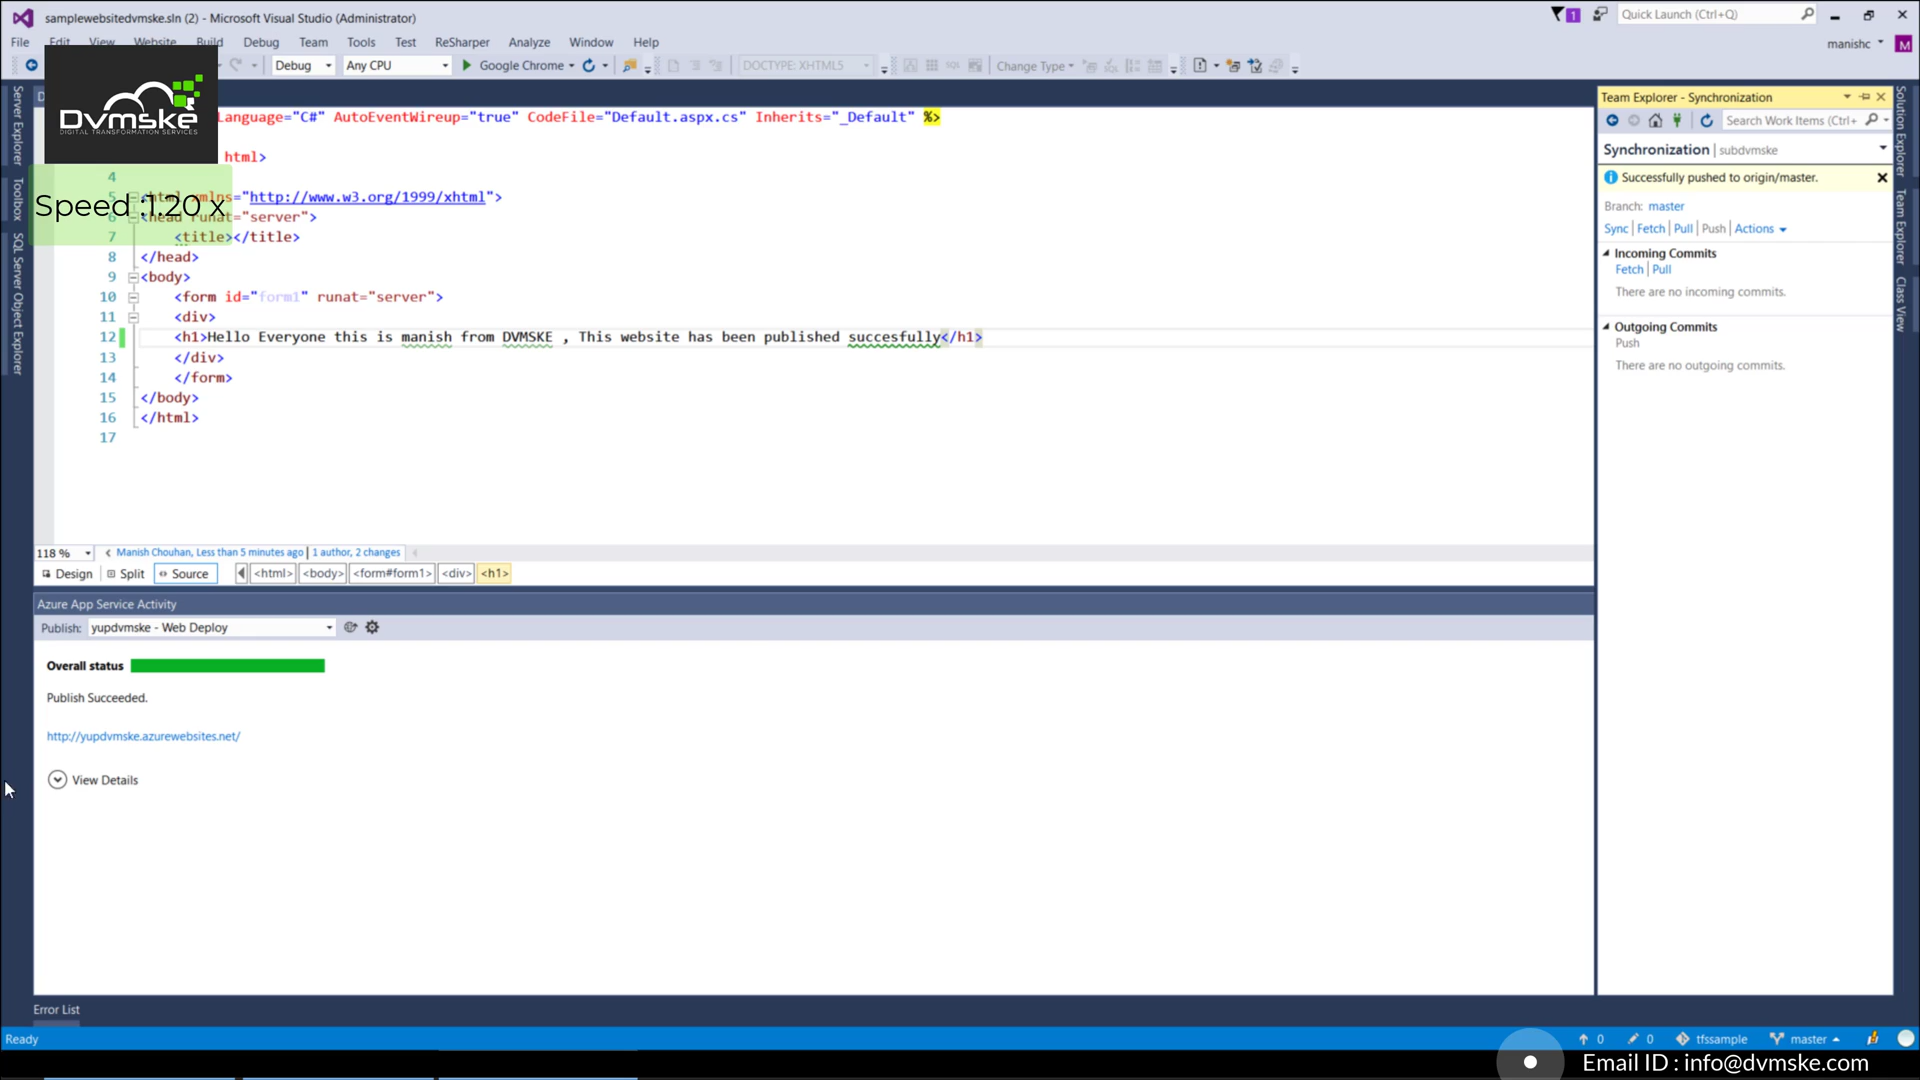 samplewebsitedvmske.sln (2) - Microsoft Visual Studio (Administrator)
1
Quick Launch (Ctrl+Q)
File Edit View Website Build Debug Team Tools Test ReSharper Analyze Window Help
manishc M
Debug Any CPU Google Chrome DOCTYPE: XHTML5 Change Type
Dvmske
DIGITAL TRANSFORMATION SERVICES
Speed :1.20 x
Server Explorer
Toolbox
SQL Server Object Explorer
Language="C#" AutoEventWireup="true" CodeFile="Default.aspx.cs" Inherits="_Default" %>
html>
4
5 <html xmlns="http://www.w3.org/1999/xhtml">
6 <head runat="server">
7 <title></title>
8 </head>
9 <body>
10 <form id="form1" runat="server">
11 <div>
12 <h1>Hello Everyone this is manish from DVMSKE , This website has been published succesfully</h1>
13 </div>
14 </form>
15 </body>
16 </html>
17
118 % Manish Chouhan, Less than 5 minutes ago | 1 author, 2 changes
Design Split Source <html> <body> <form#form1> <div> <h1>
Azure App Service Activity
Publish: yupdvmske - Web Deploy
Overall status
Publish Succeeded.
http://yupdvmske.azurewebsites.net/
View Details
Error List
Team Explorer - Synchronization
Search Work Items (Ctrl+
Synchronization | subdvmske
Successfully pushed to origin/master.
Branch: master
Sync | Fetch | Pull | Push | Actions
Incoming Commits
Fetch | Pull
There are no incoming commits.
Outgoing Commits
Push
There are no outgoing commits.
Solution Explorer
Team Explorer
Class View
Ready
0 0 tfssample master
Email ID : info@dvmske.com